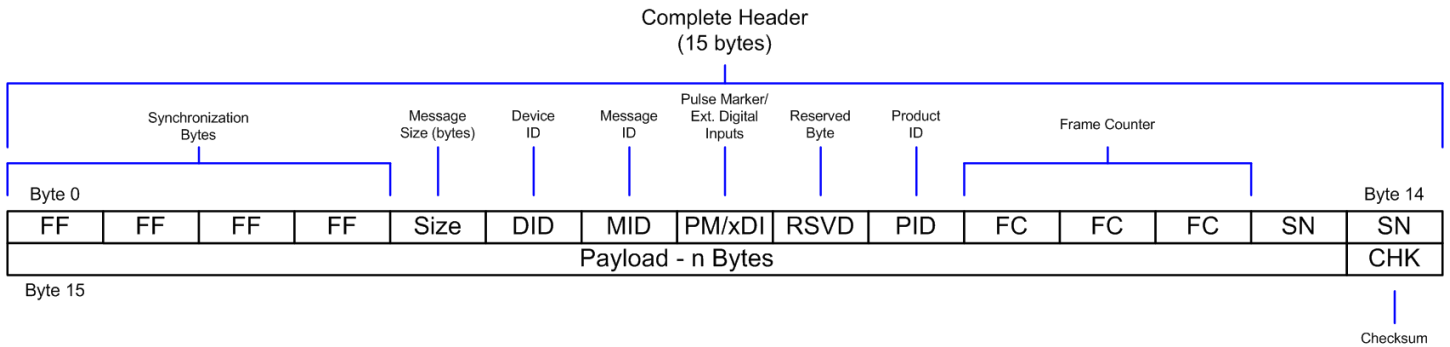 Complete Header
(15 bytes)
Synchronization
Bytes
Message
Size (bytes)
Device
ID
Message
ID
Pulse Marker/
Ext. Digital
Inputs
Reserved
Byte
Product
ID
Frame Counter
Byte 0
Byte 14
FF FF FF FF Size DID MID PM/xDI RSVD PID FC FC FC SN SN
Payload - n Bytes CHK
Byte 15
Checksum